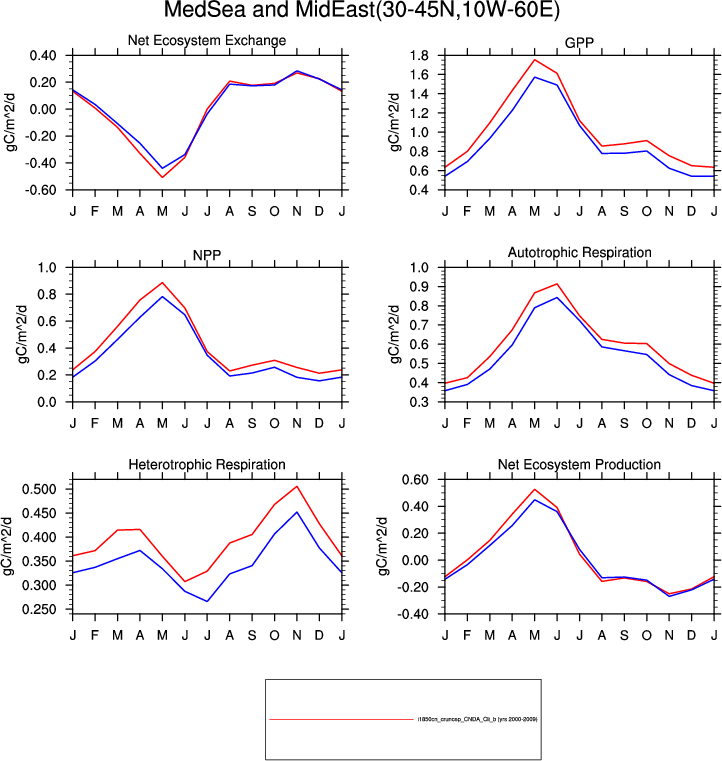 MedSea and MidEast(30-45N,10W-60E)
Net Ecosystem Exchange
gC/m^2/d
0.40
0.20
0.00
-0.20
-0.40
-0.60
J F M A M J J A S O N D J
GPP
gC/m^2/d
1.8
1.6
1.4
1.2
1.0
0.8
0.6
0.4
J F M A M J J A S O N D J
NPP
gC/m^2/d
1.0
0.8
0.6
0.4
0.2
0.0
J F M A M J J A S O N D J
Autotrophic Respiration
gC/m^2/d
1.0
0.9
0.8
0.7
0.6
0.5
0.4
0.3
J F M A M J J A S O N D J
Heterotrophic Respiration
gC/m^2/d
0.500
0.450
0.400
0.350
0.300
0.250
J F M A M J J A S O N D J
Net Ecosystem Production
gC/m^2/d
0.60
0.40
0.20
0.00
-0.20
-0.40
J F M A M J J A S O N D J
(yrs 2000-2009)